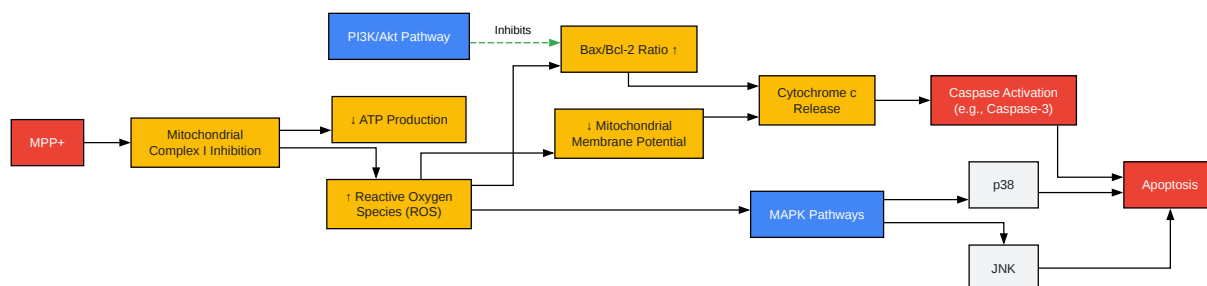 PI3K/Akt Pathway
Inhibits
Bax/Bcl-2 Ratio ↑
Cytochrome c
Release
Caspase Activation
(e.g., Caspase-3)
MPP+
Mitochondrial
Complex I Inhibition
↓ ATP Production
↓ Mitochondrial
Membrane Potential
↑ Reactive Oxygen
Species (ROS)
MAPK Pathways
p38
Apoptosis
JNK